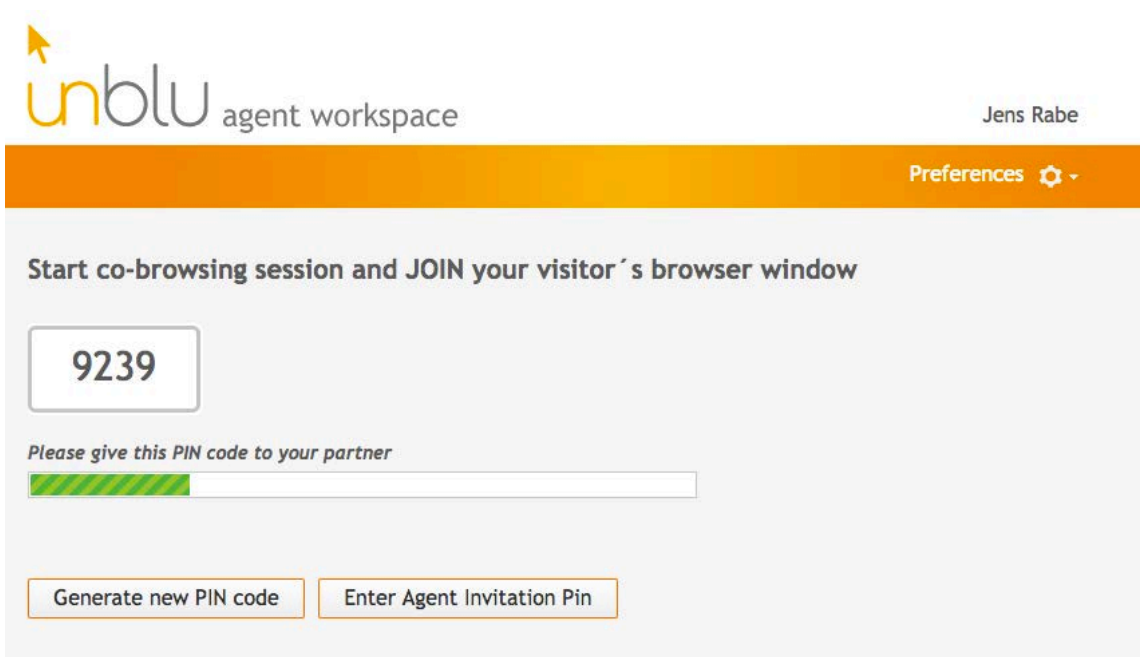 unblu agent workspace
Jens Rabe
Preferences
Start co-browsing session and JOIN your visitor´s browser window
9239
Please give this PIN code to your partner
Generate new PIN code
Enter Agent Invitation Pin